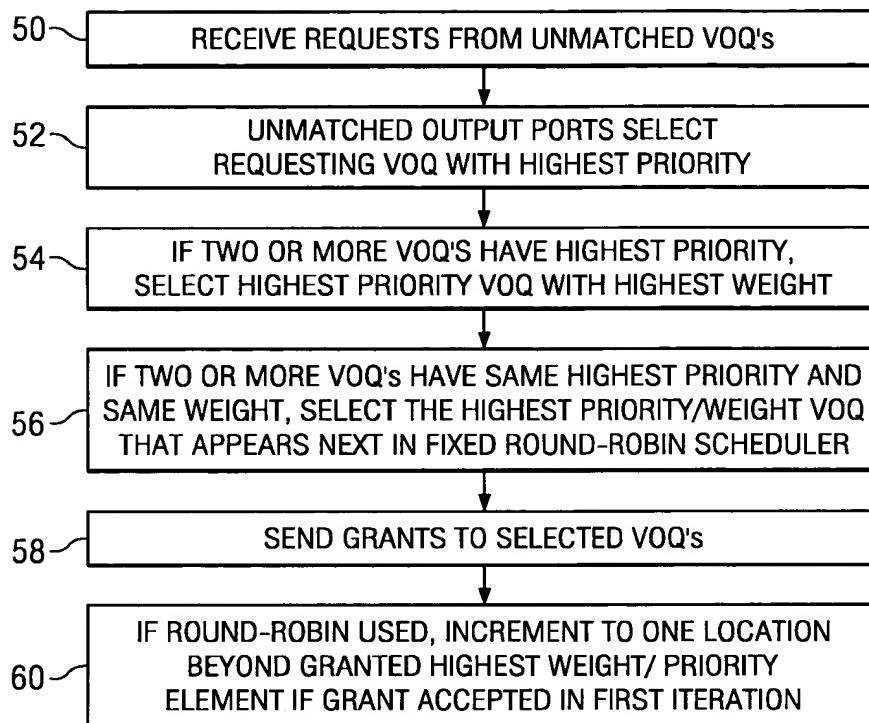 50
RECEIVE REQUESTS FROM UNMATCHED VOQ's
52
UNMATCHED OUTPUT PORTS SELECT
REQUESTING VOQ WITH HIGHEST PRIORITY
54
IF TWO OR MORE VOQ'S HAVE HIGHEST PRIORITY,
SELECT HIGHEST PRIORITY VOQ WITH HIGHEST WEIGHT
56
IF TWO OR MORE VOQ's HAVE SAME HIGHEST PRIORITY AND
SAME WEIGHT, SELECT THE HIGHEST PRIORITY/WEIGHT VOQ
THAT APPEARS NEXT IN FIXED ROUND-ROBIN SCHEDULER
58
SEND GRANTS TO SELECTED VOQ's
60
IF ROUND-ROBIN USED, INCREMENT TO ONE LOCATION
BEYOND GRANTED HIGHEST WEIGHT/ PRIORITY
ELEMENT IF GRANT ACCEPTED IN FIRST ITERATION